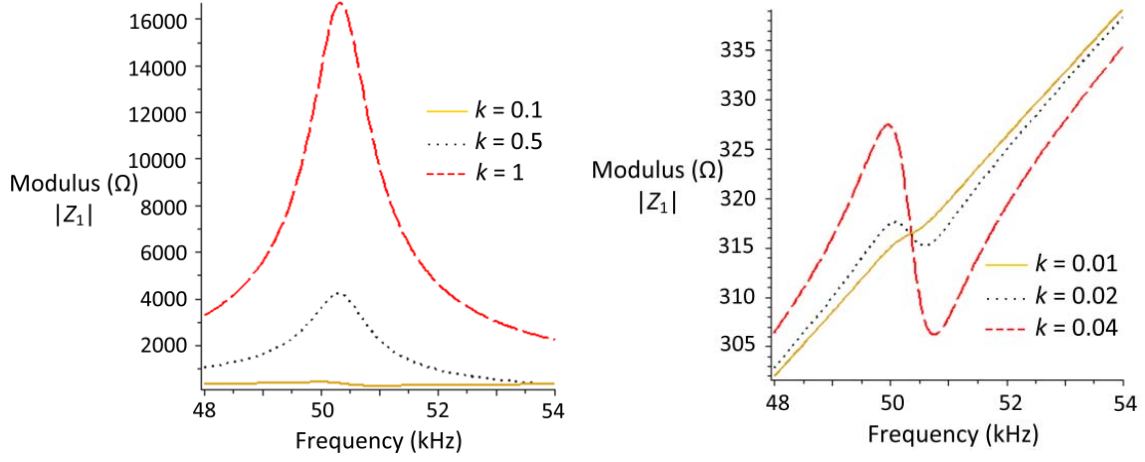 16000
14000
12000
10000
8000
6000
4000
2000
Modulus (Ω)
|Z1|
k = 0.1
k = 0.5
k = 1
48
50
52
54
Frequency (kHz)
335
330
325
320
315
310
305
Modulus (Ω)
|Z1|
k = 0.01
k = 0.02
k = 0.04
48
50
52
54
Frequency (kHz)